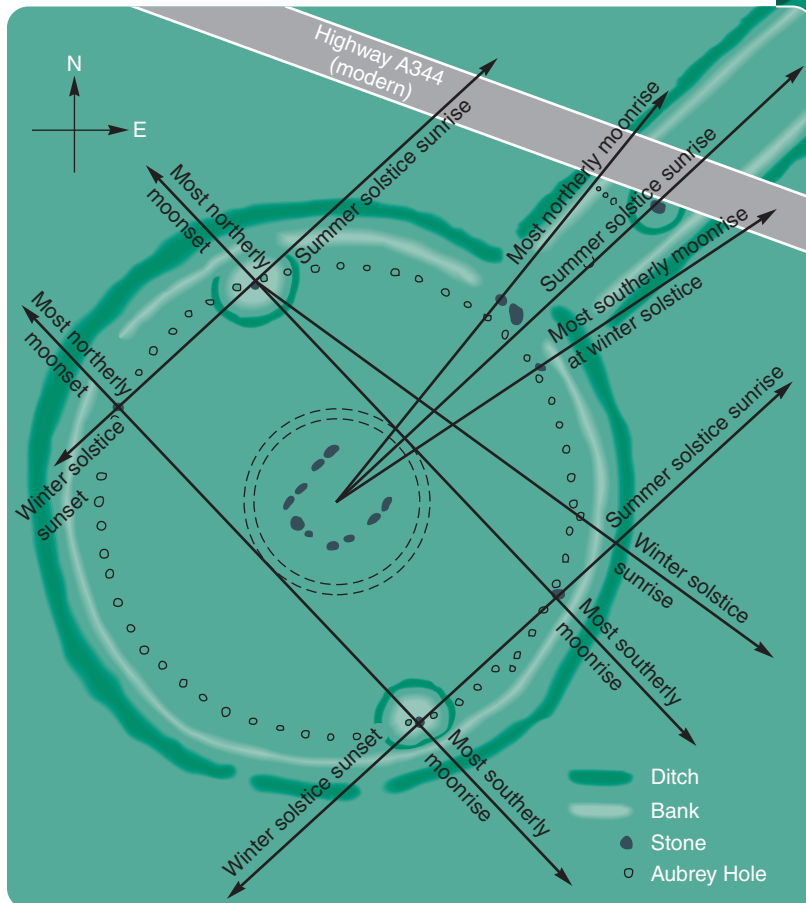 Highway A344
(modern)
N
E
Summer solstice sunrise
Most northerly
moonset
Most northerly moonrise
Summer solstice sunrise
Most southerly moonrise
at winter solstice
Most northerly
moonset
Winter solstice
sunset
Summer solstice sunrise
Winter solstice
sunrise
Most southerly
moonrise
Winter solstice sunset
Most southerly
moonrise
Ditch
Bank
Stone
Aubrey Hole